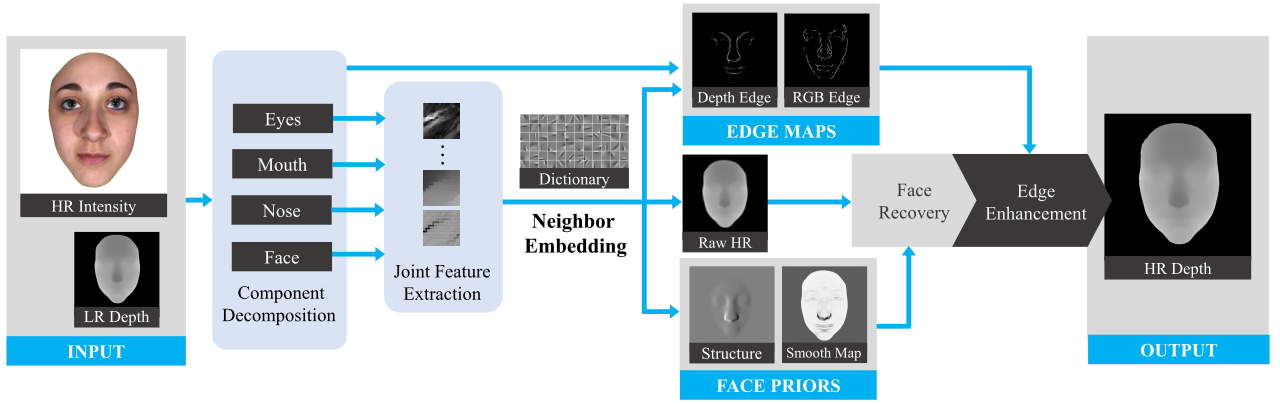 HR Intensity
LR Depth
INPUT
Eyes
Mouth
Nose
Face
Component
Decomposition
Joint Feature
Extraction
Dictionary
Neighbor
Embedding
Depth Edge
RGB Edge
EDGE MAPS
Raw HR
Structure
Smooth Map
FACE PRIORS
Face
Recovery
Edge
Enhancement
HR Depth
OUTPUT